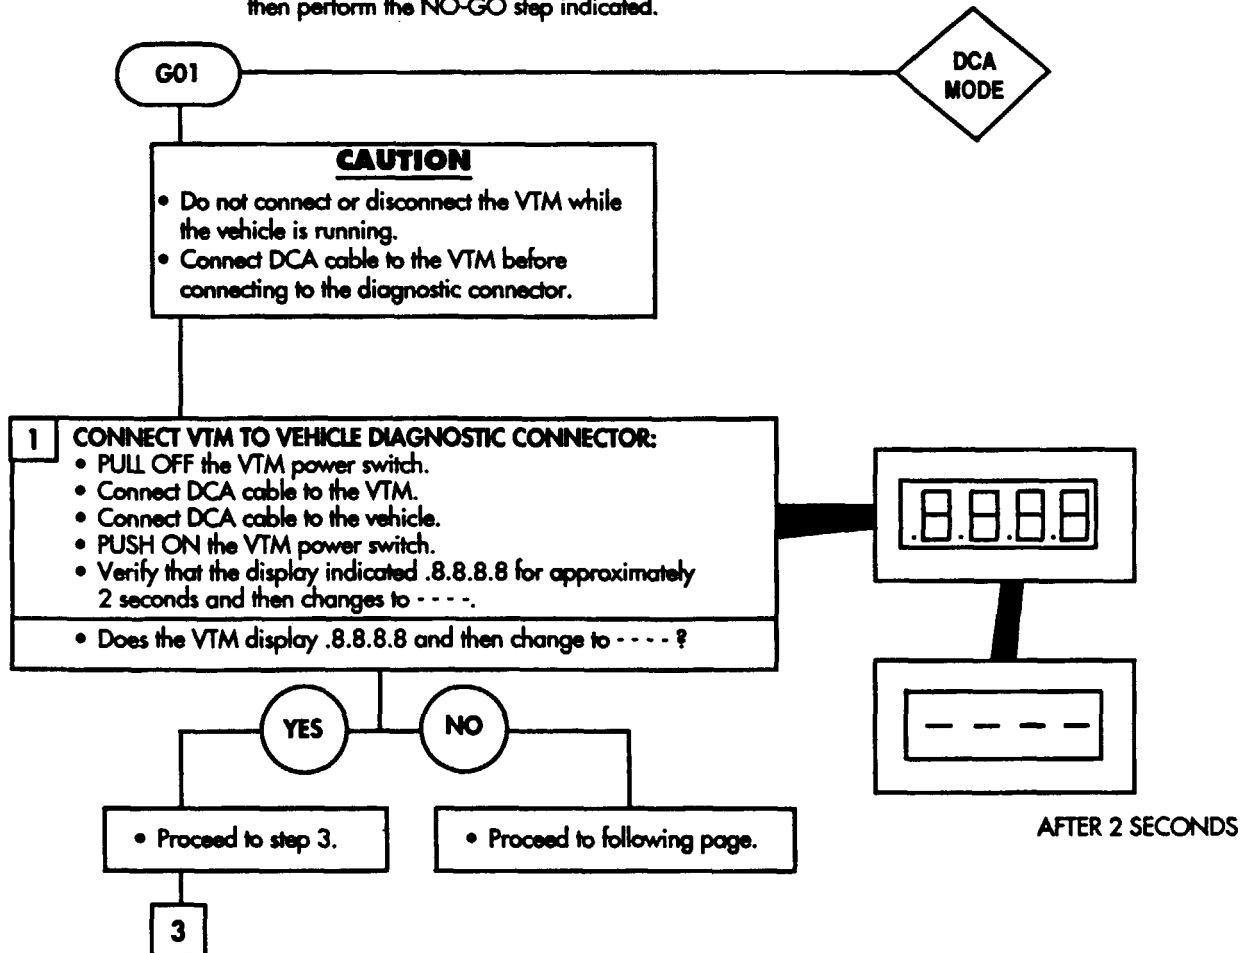 then perform the NO-GO step indicated.
G01
DCA
MODE
CAUTION
• Do not connect or disconnect the VTM while
the vehicle is running.
• Connect DCA cable to the VTM before
connecting to the diagnostic connector.
1 CONNECT VTM TO VEHICLE DIAGNOSTIC CONNECTOR:
• PULL OFF the VTM power switch.
• Connect DCA cable to the VTM.
• Connect DCA cable to the vehicle.
• PUSH ON the VTM power switch.
• Verify that the display indicated .8.8.8.8 for approximately
2 seconds and then changes to - - - -.
• Does the VTM display .8.8.8.8 and then change to - - - - ?
.8.8.8.8
- - - -
AFTER 2 SECONDS
YES
NO
• Proceed to step 3.
• Proceed to following page.
3